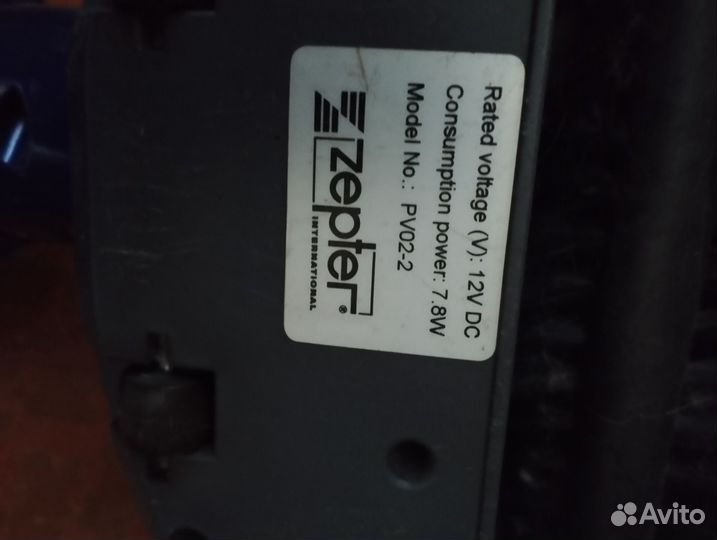 Rated voltage (V): 12V DC
Consumption power: 7.8W
Model No.: PV02-2
zepter®
INTERNATIONAL
Avito